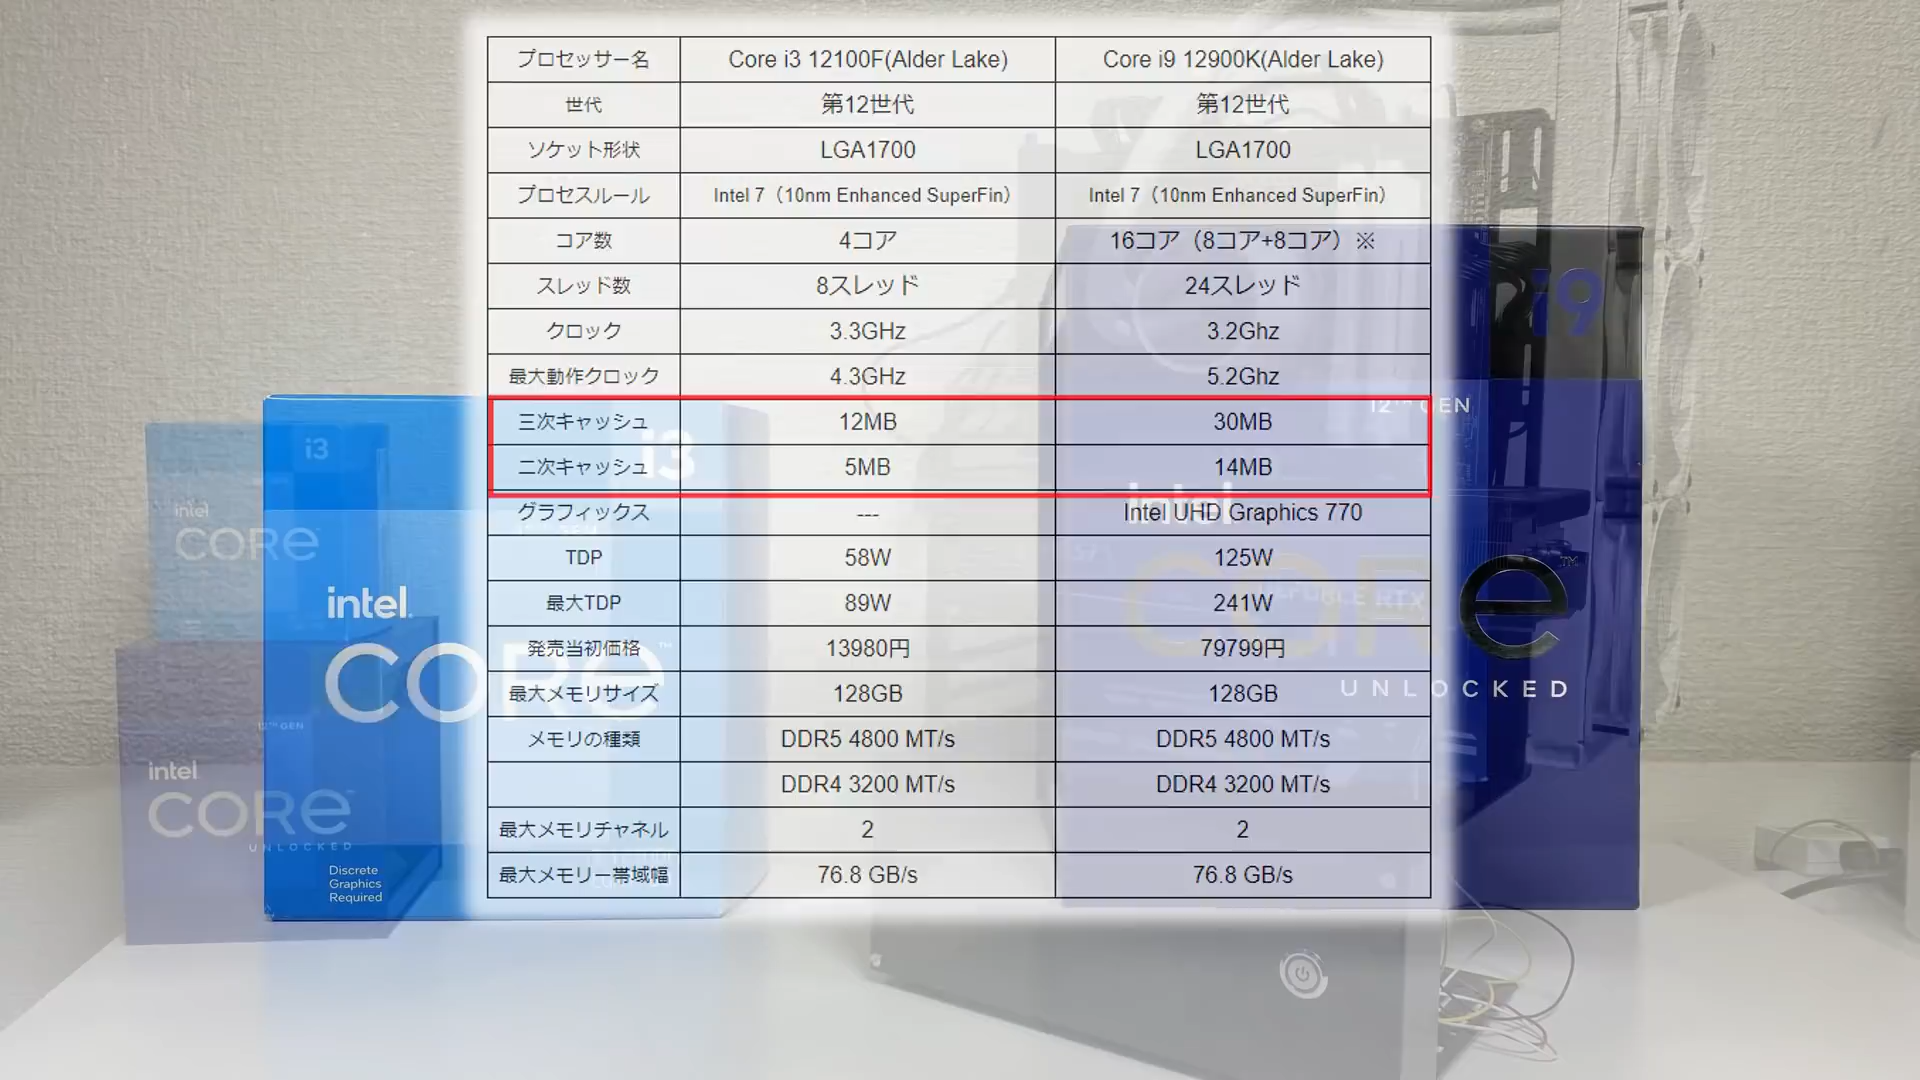 プロセッサー名 Core i3 12100F(Alder Lake) Core i9 12900K(Alder Lake)
世代 第12世代 第12世代
ソケット形状 LGA1700 LGA1700
プロセスルール Intel 7（10nm Enhanced SuperFin） Intel 7（10nm Enhanced SuperFin）
コア数 4コア 16コア（8コア+8コア）※
スレッド数 8スレッド 24スレッド
クロック 3.3GHz 3.2Ghz
最大動作クロック 4.3GHz 5.2Ghz
三次キャッシュ 12MB 30MB
二次キャッシュ 5MB 14MB
グラフィックス --- Intel UHD Graphics 770
TDP 58W 125W
最大TDP 89W 241W
発売当初価格 13980円 79799円
最大メモリサイズ 128GB 128GB
メモリの種類 DDR5 4800 MT/s DDR5 4800 MT/s
DDR4 3200 MT/s DDR4 3200 MT/s
最大メモリチャネル 2 2
最大メモリー帯域幅 76.8 GB/s 76.8 GB/s
i3
intel
CORE
12TH GEN
intel
CORE
UNLOCKED
i3
intel.
CORE™
Discrete
Graphics
Required
i9
12TH GEN
intel
CORE™
UNLOCKED